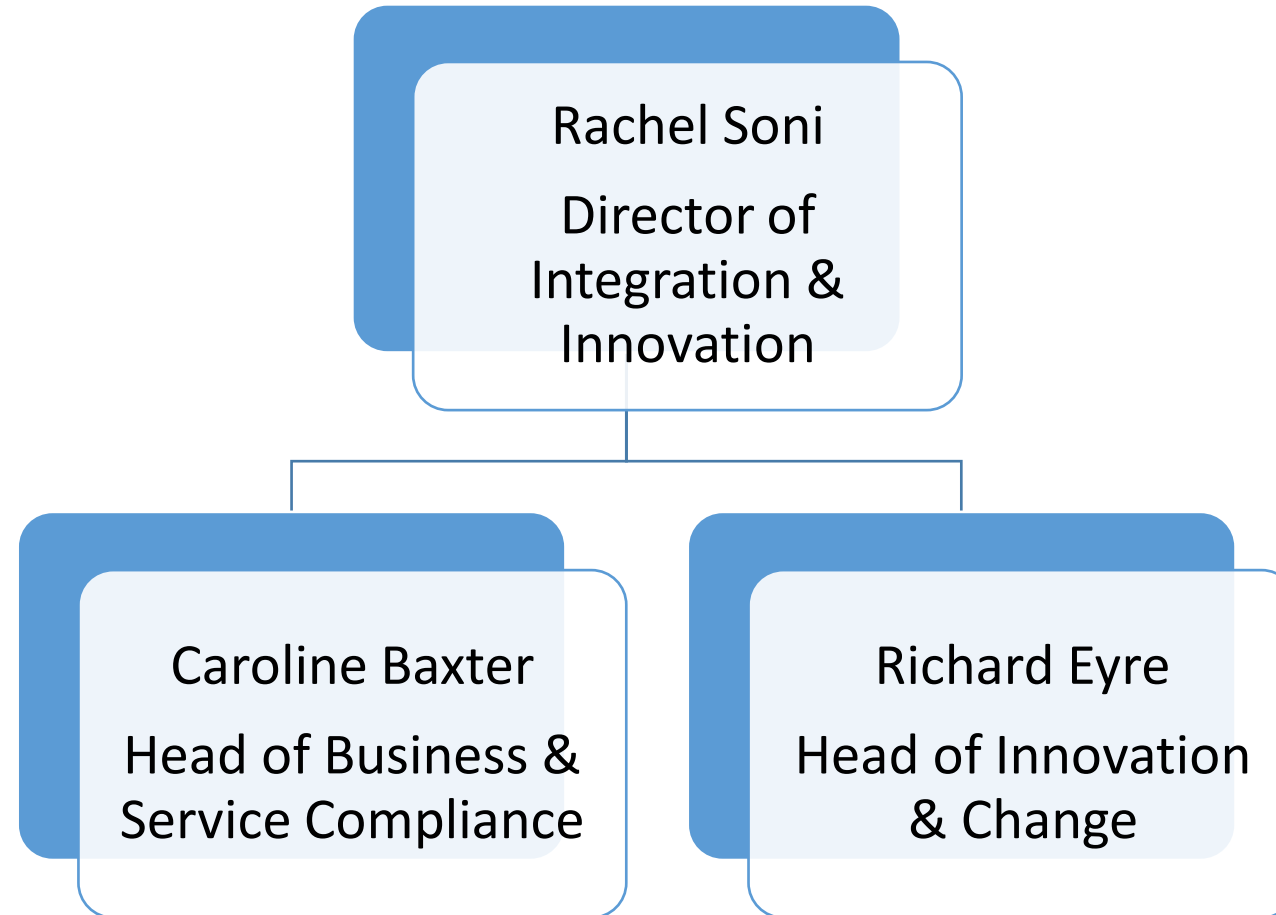 Rachel Soni
Director of
Integration &
Innovation
Caroline Baxter
Head of Business &
Service Compliance
Richard Eyre
Head of Innovation
& Change